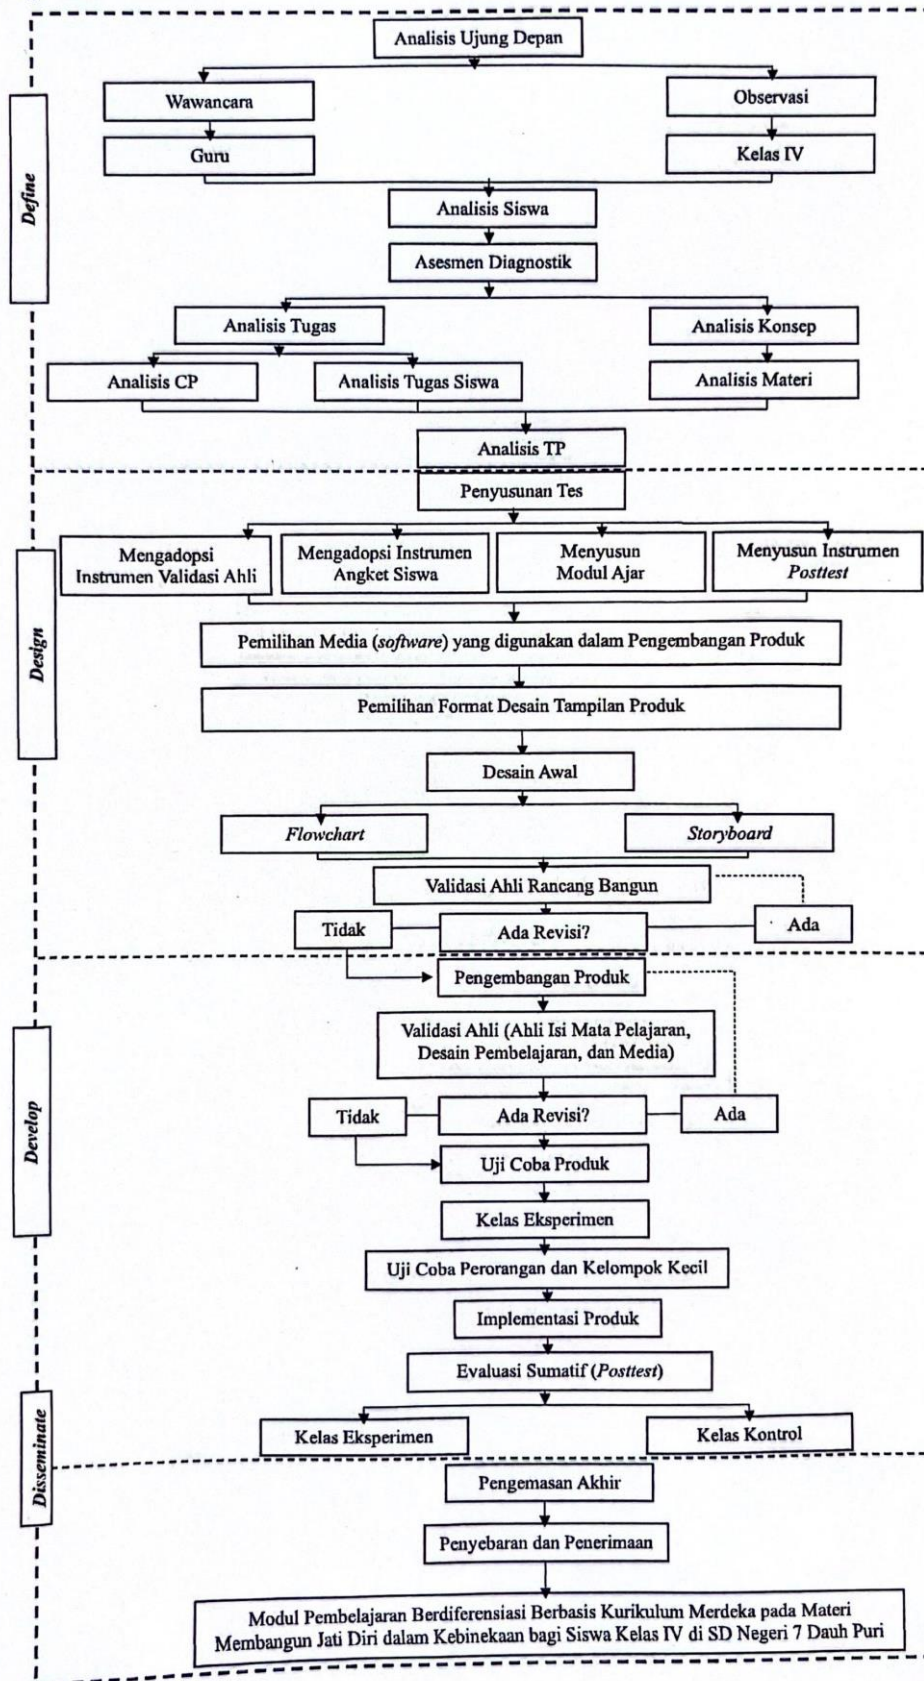 Analisis Ujung Depan
Wawancara
Observasi
Guru
Kelas IV
Define
Analisis Siswa
Asesmen Diagnostik
Analisis Tugas
Analisis Konsep
Analisis CP
Analisis Tugas Siswa
Analisis Materi
Analisis TP
Penyusunan Tes
Design
Mengadopsi
Instrumen Validasi Ahli
Mengadopsi Instrumen
Angket Siswa
Menyusun
Modul Ajar
Menyusun Instrumen
Posttest
Pemilihan Media (software) yang digunakan dalam Pengembangan Produk
Pemilihan Format Desain Tampilan Produk
Desain Awal
Flowchart
Storyboard
Validasi Ahli Rancang Bangun
Tidak
Ada Revisi?
Ada
Pengembangan Produk
Develop
Validasi Ahli (Ahli Isi Mata Pelajaran,
Desain Pembelajaran, dan Media)
Tidak
Ada Revisi?
Ada
Uji Coba Produk
Kelas Eksperimen
Uji Coba Perorangan dan Kelompok Kecil
Implementasi Produk
Evaluasi Sumatif (Posttest)
Kelas Eksperimen
Kelas Kontrol
Disseminate
Pengemasan Akhir
Penyebaran dan Penerimaan
Modul Pembelajaran Berdiferensiasi Berbasis Kurikulum Merdeka pada Materi
Membangun Jati Diri dalam Kebinekaan bagi Siswa Kelas IV di SD Negeri 7 Dauh Puri